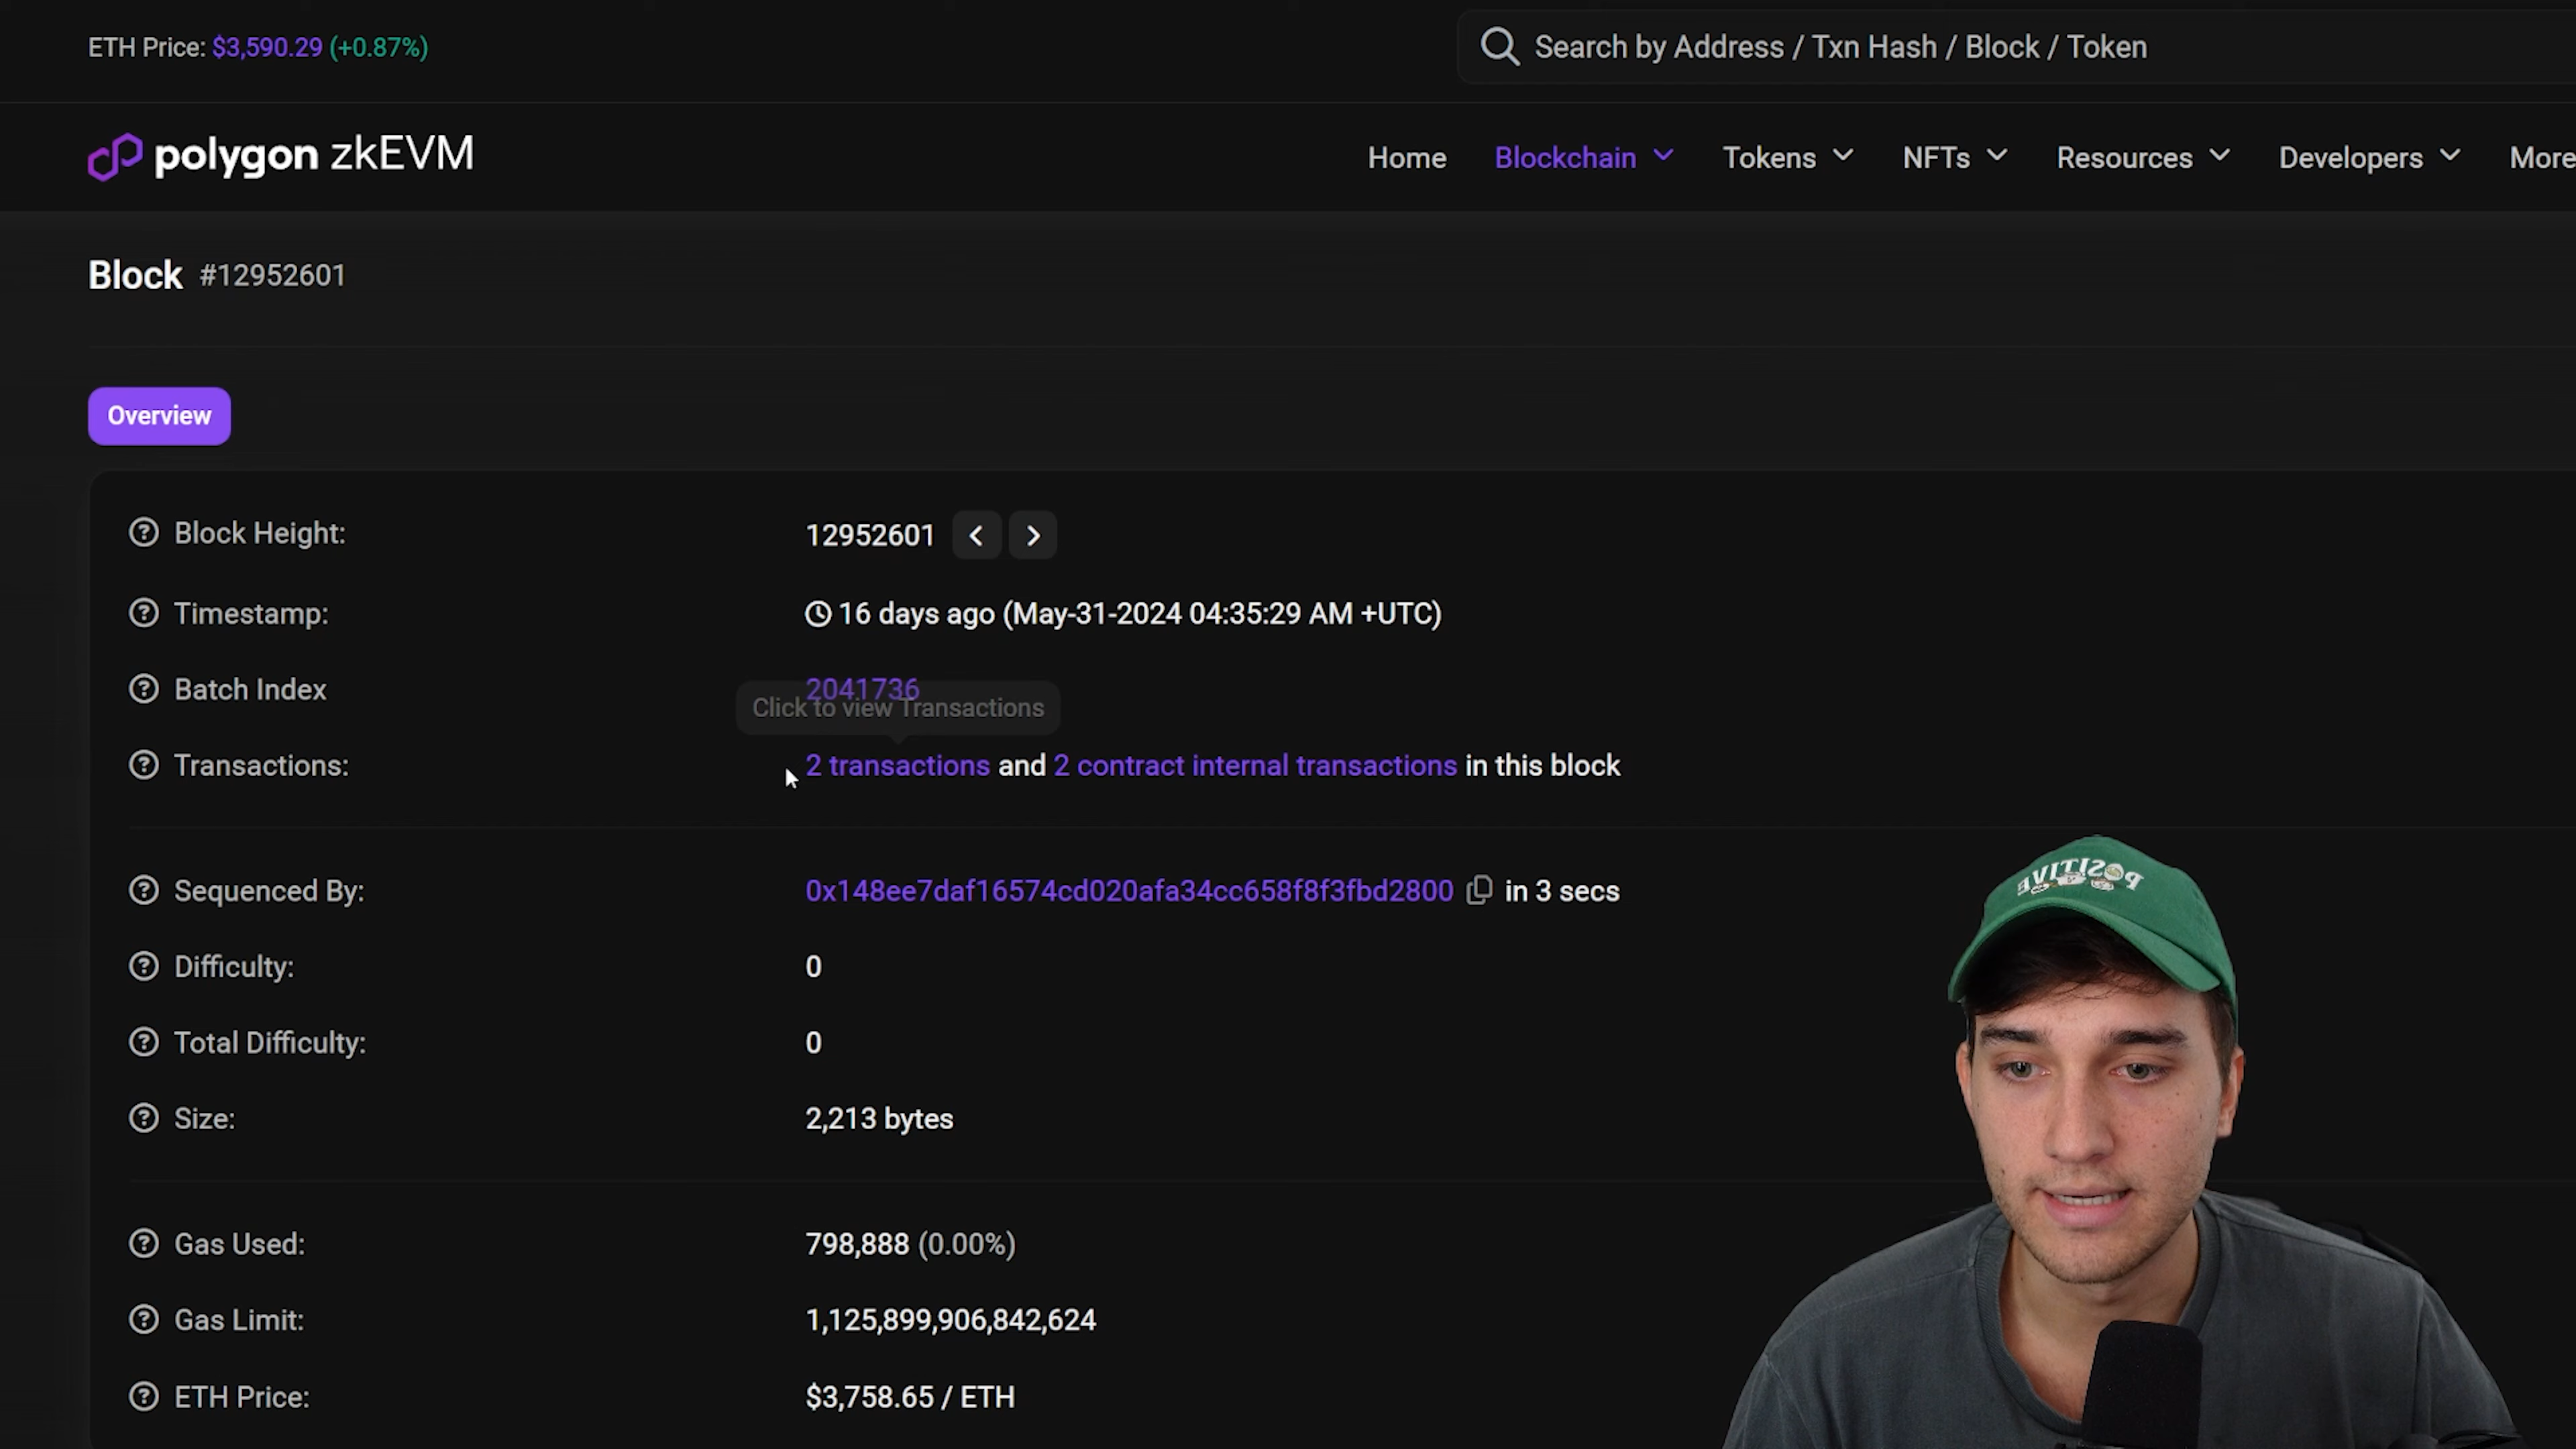 ETH Price: $3,590.29 (+0.87%)
Search by Address / Txn Hash / Block / Token
polygon zkEVM
Home Blockchain Tokens NFTs Resources Developers More
Block #12952601
Overview
Block Height: 12952601
Timestamp: 16 days ago (May-31-2024 04:35:29 AM +UTC)
Batch Index 2041736
Click to view Transactions
Transactions: 2 transactions and 2 contract internal transactions in this block
Sequenced By: 0x148ee7daf16574cd020afa34cc658f8f3fbd2800 in 3 secs
Difficulty: 0
Total Difficulty: 0
Size: 2,213 bytes
Gas Used: 798,888 (0.00%)
Gas Limit: 1,125,899,906,842,624
ETH Price: $3,758.65 / ETH
POSITIVE